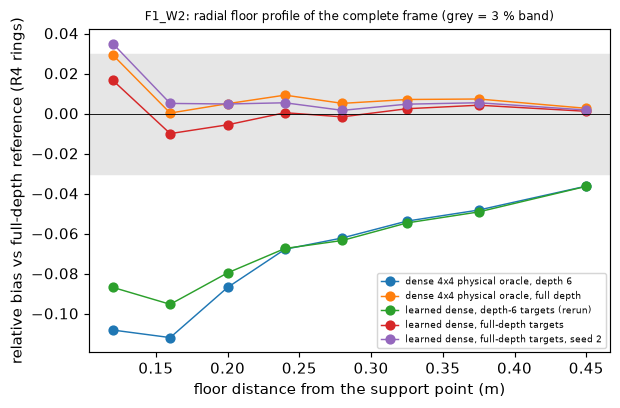 F1_W2: radial floor profile of the complete frame (grey = 3 % band)
relative bias vs full-depth reference (R4 rings)
0.04
0.02
0.00
−0.02
−0.04
−0.06
−0.08
−0.10
dense 4x4 physical oracle, depth 6
dense 4x4 physical oracle, full depth
learned dense, depth-6 targets (rerun)
learned dense, full-depth targets
learned dense, full-depth targets, seed 2
0.15
0.20
0.25
0.30
0.35
0.40
0.45
floor distance from the support point (m)